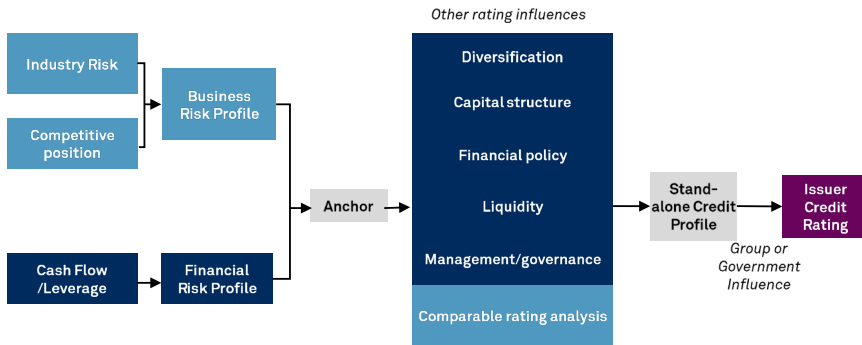 Other rating influences
Industry Risk
Competitive
position
Business
Risk Profile
Cash Flow
/Leverage
Financial
Risk Profile
Anchor
Diversification
Capital structure
Financial policy
Liquidity
Management/governance
Comparable rating analysis
Stand-
alone Credit
Profile
Group or
Government
Influence
Issuer
Credit
Rating